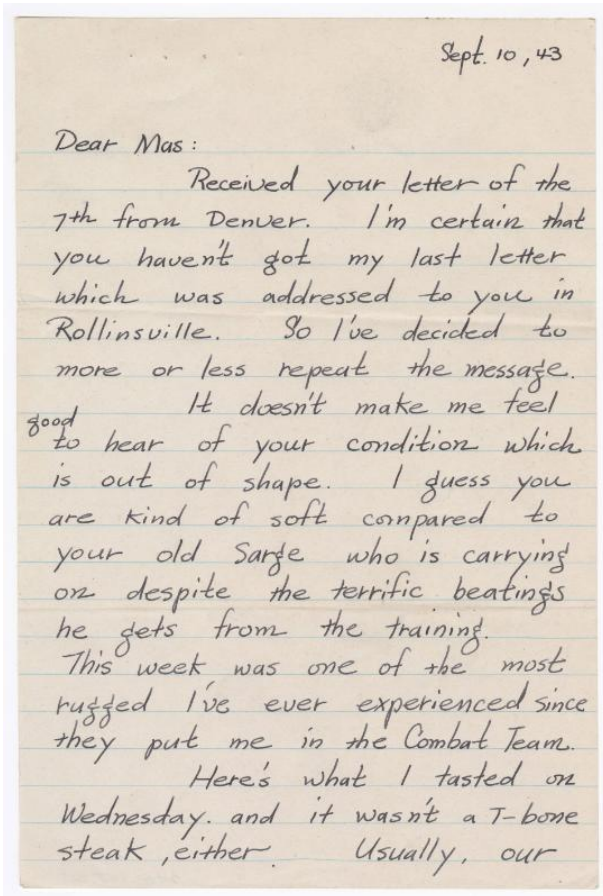 Sept. 10, 43
Dear Mas:
Received your letter of the
7th from Denver. I'm certain that
you haven't got my last letter
which was addressed to you in
Rollinsville. So I've decided to
more or less repeat the message.
It doesn't make me feel
good
to hear of your condition which
is out of shape. I guess you
are kind of soft compared to
your old Sarge who is carrying
on despite the terrific beatings
he gets from the training.
This week was one of the most
rugged I've ever experienced since
they put me in the Combat Team.
Here's what I tasted on
Wednesday. and it wasn't a T-bone
steak, either. Usually, our